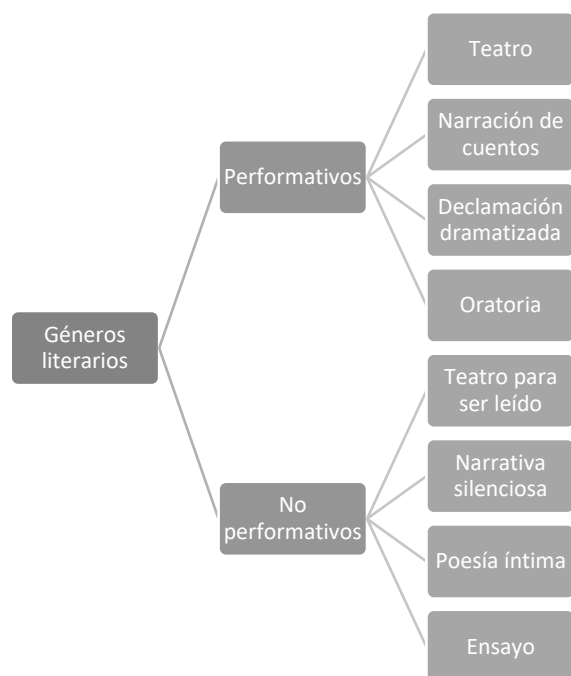 Géneros
literarios
Performativos
Teatro
Narración de
cuentos
Declamación
dramatizada
Oratoria
No
performativos
Teatro para
ser leído
Narrativa
silenciosa
Poesía íntima
Ensayo